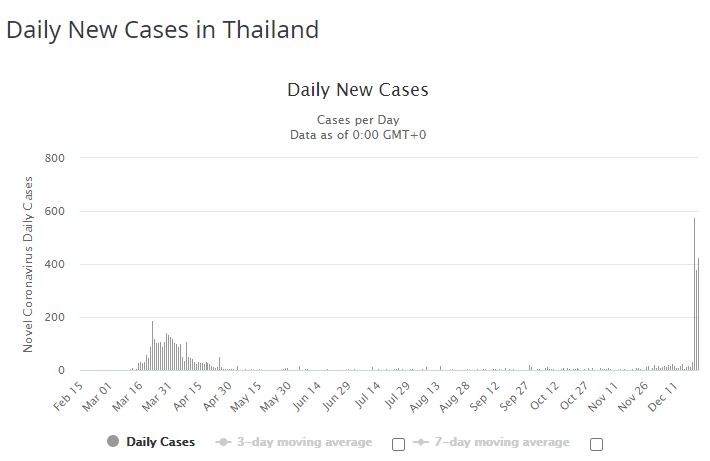 Daily New Cases in Thailand
Daily New Cases
Cases per Day
Data as of 0:00 GMT+0
Novel Coronavirus Daily Cases
800
600
400
200
0
Feb 15
Mar 01
Mar 16
Mar 31
Apr 15
Apr 30
May 15
May 30
Jun 14
Jun 29
Jul 14
Jul 29
Aug 13
Aug 28
Sep 12
Sep 27
Oct 12
Oct 27
Nov 11
Nov 26
Dec 11
Daily Cases 3-day moving average 7-day moving average